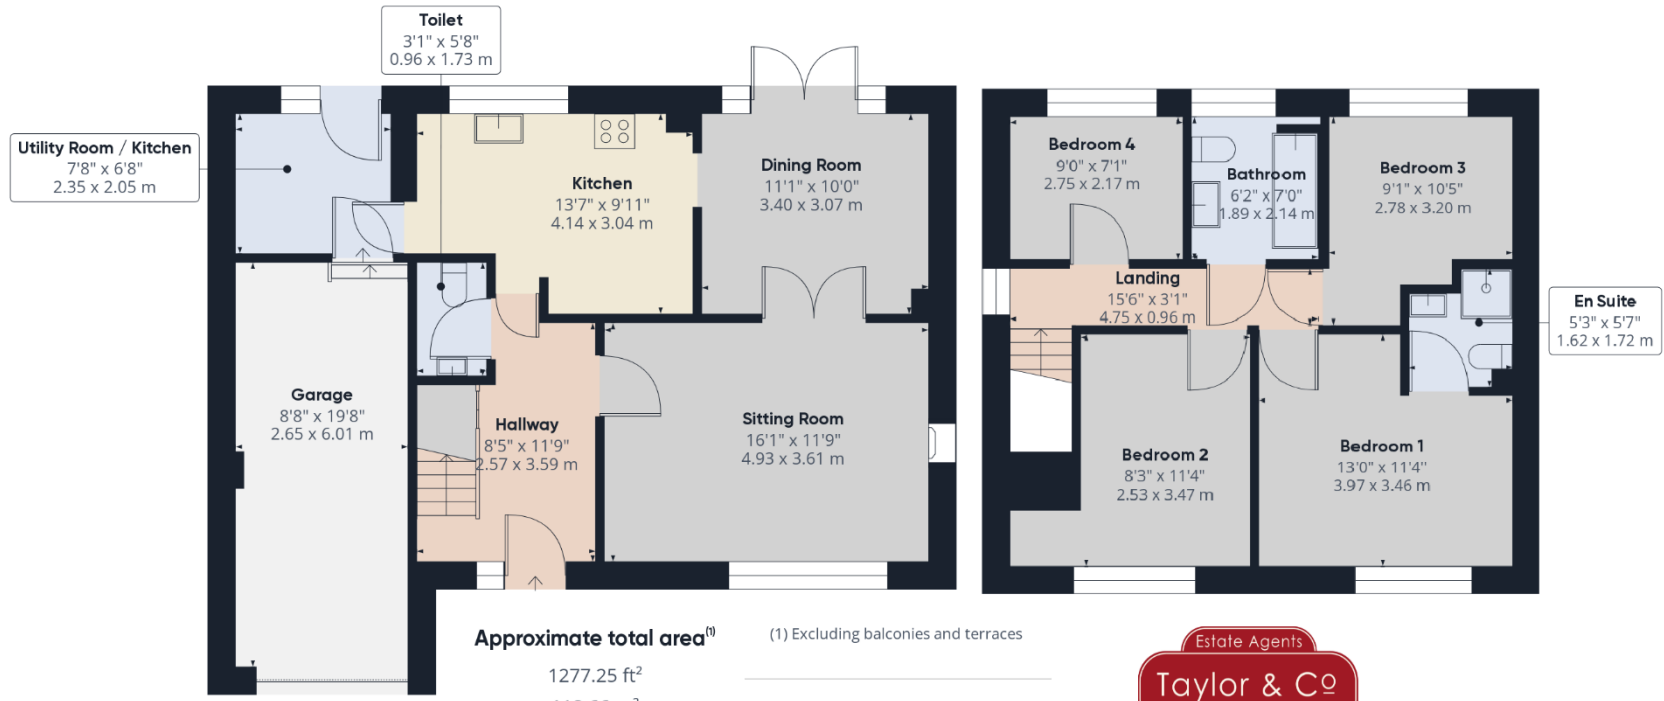 Toilet
3'1" x 5'8"
0.96 x 1.73 m
Utility Room / Kitchen
7'8" x 6'8"
2.35 x 2.05 m
Kitchen
13'7" x 9'11"
4.14 x 3.04 m
Dining Room
11'1" x 10'0"
3.40 x 3.07 m
Garage
8'8" x 19'8"
2.65 x 6.01 m
Hallway
8'5" x 11'9"
2.57 x 3.59 m
Sitting Room
16'1" x 11'9"
4.93 x 3.61 m
Bedroom 4
9'0" x 7'1"
2.75 x 2.17 m
Bathroom
6'2" x 7'0"
1.89 x 2.14 m
Bedroom 3
9'1" x 10'5"
2.78 x 3.20 m
Landing
15'6" x 3'1"
4.75 x 0.96 m
En Suite
5'3" x 5'7"
1.62 x 1.72 m
Bedroom 2
8'3" x 11'4"
2.53 x 3.47 m
Bedroom 1
13'0" x 11'4"
3.97 x 3.46 m
Approximate total area(1)
1277.25 ft²
(1) Excluding balconies and terraces
Estate Agents
Taylor & Cº